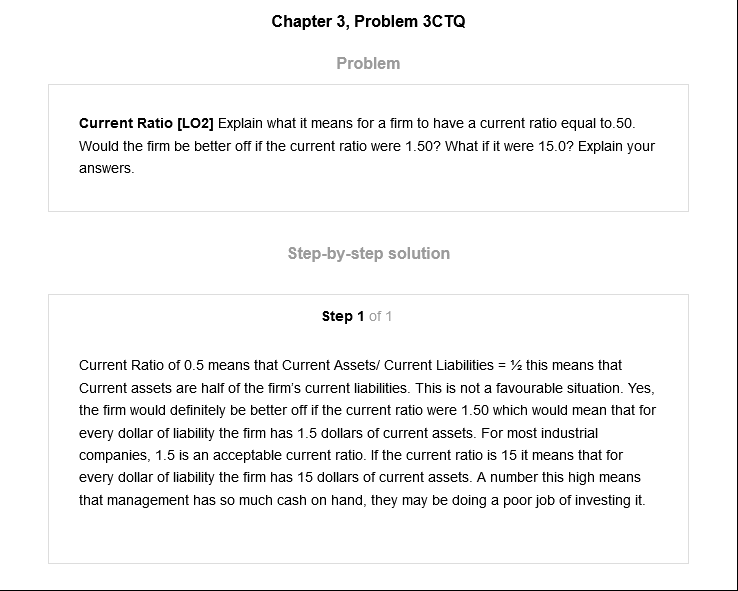 Chapter 3, Problem 3CTQ
Problem
Current Ratio [LO2] Explain what it means for a firm to have a current ratio equal to.50.
Would the firm be better off if the current ratio were 1.50? What if it were 15.0? Explain your
answers.
Step-by-step solution
Step 1 of 1
Current Ratio of 0.5 means that Current Assets/ Current Liabilities = ½ this means that
Current assets are half of the firm's current liabilities. This is not a favourable situation. Yes,
the firm would definitely be better off if the current ratio were 1.50 which would mean that for
every dollar of liability the firm has 1.5 dollars of current assets. For most industrial
companies, 1.5 is an acceptable current ratio. If the current ratio is 15 it means that for
every dollar of liability the firm has 15 dollars of current assets. A number this high means
that management has so much cash on hand, they may be doing a poor job of investing it.